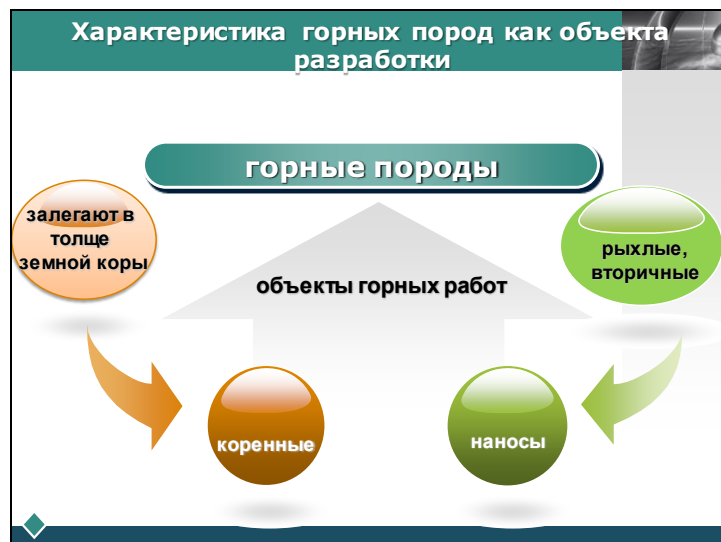 Характеристика горных пород как объекта
разработки
горные породы
залегают в
толще
земной коры
рыхлые,
вторичные
объекты горных работ
коренные
наносы